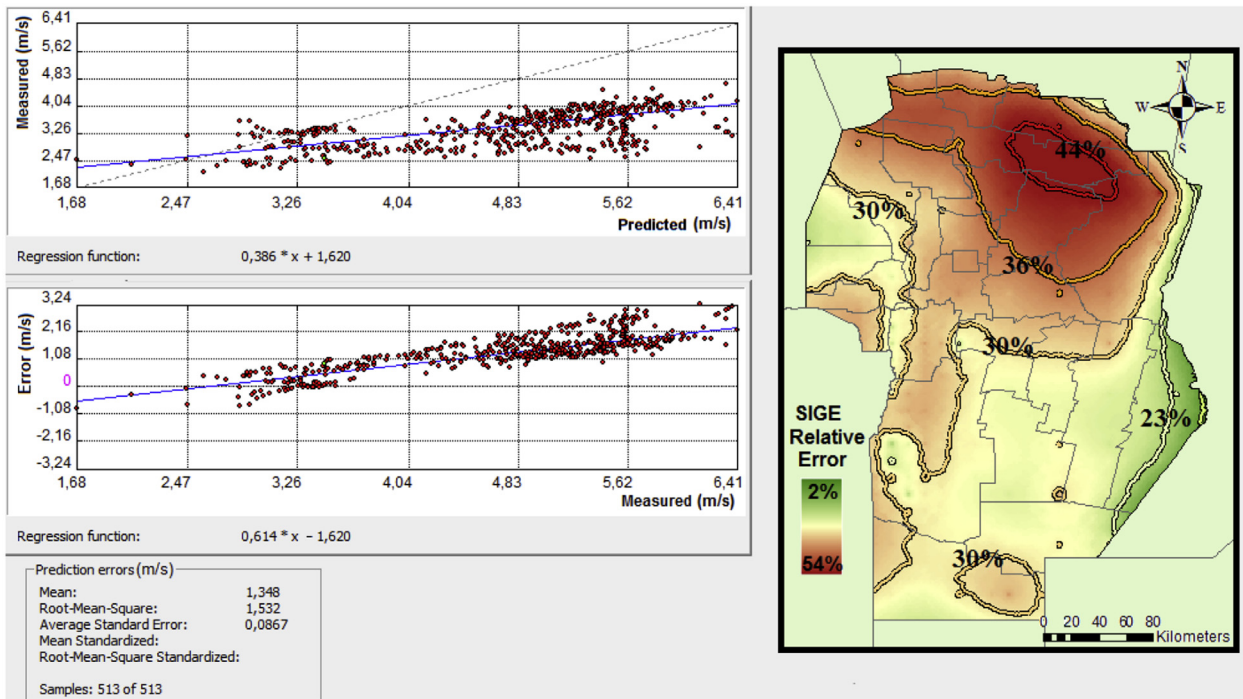 Measured (m/s)
6,41
5,62
4,83
4,04
3,26
2,47
1,68
1,68 2,47 3,26 4,04 4,83 5,62 6,41
Predicted (m/s)
Regression function: 0,386 * x + 1,620
Error (m/s)
3,24
2,16
1,08
0
-1,08
-2,16
-3,24
1,68 2,47 3,26 4,04 4,83 5,62 6,41
Measured (m/s)
Regression function: 0,614 * x − 1,620
Prediction errors (m/s)
Mean: 1,348
Root-Mean-Square: 1,532
Average Standard Error: 0,0867
Mean Standardized:
Root-Mean-Square Standardized:
Samples: 513 of 513
N
W E
S
44%
30%
36%
30%
23%
30%
SIGE
Relative
Error
2%
54%
0 20 40 60 80
Kilometers